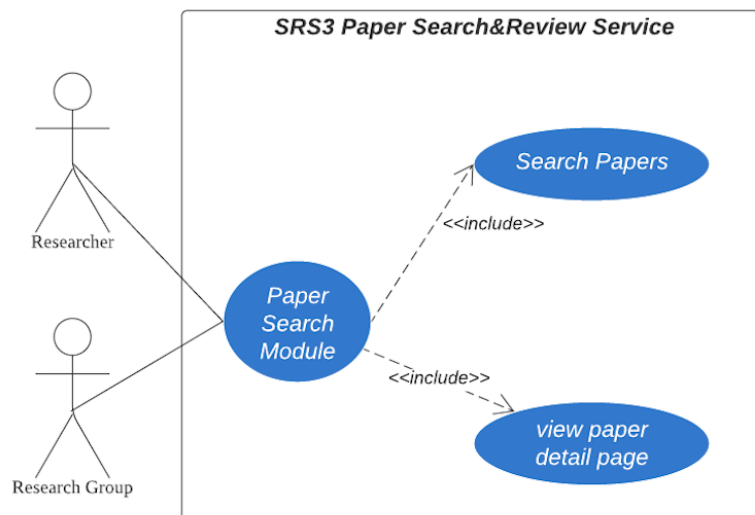 SRS3 Paper Search&Review Service
Search Papers
<<include>>
Researcher
Paper
Search
Module
<<include>>
view paper
detail page
Research Group